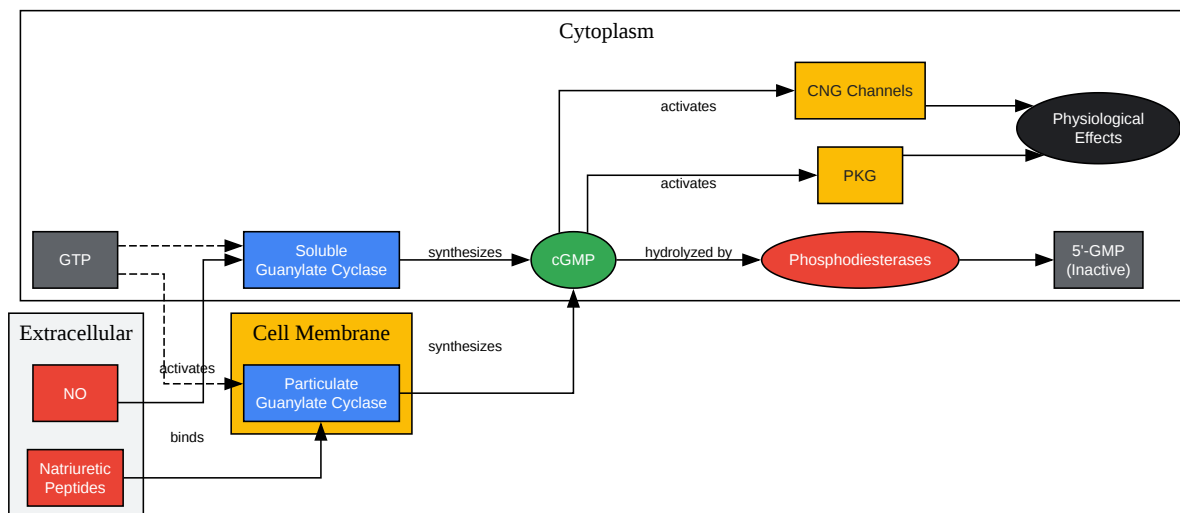 Cytoplasm
CNG Channels
activates
Physiological
Effects
PKG
activates
GTP
Soluble
Guanylate Cyclase
synthesizes
cGMP
hydrolyzed by
Phosphodiesterases
5'-GMP
(Inactive)
Extracellular
Cell Membrane
synthesizes
NO
activates
Particulate
Guanylate Cyclase
binds
Natriuretic
Peptides